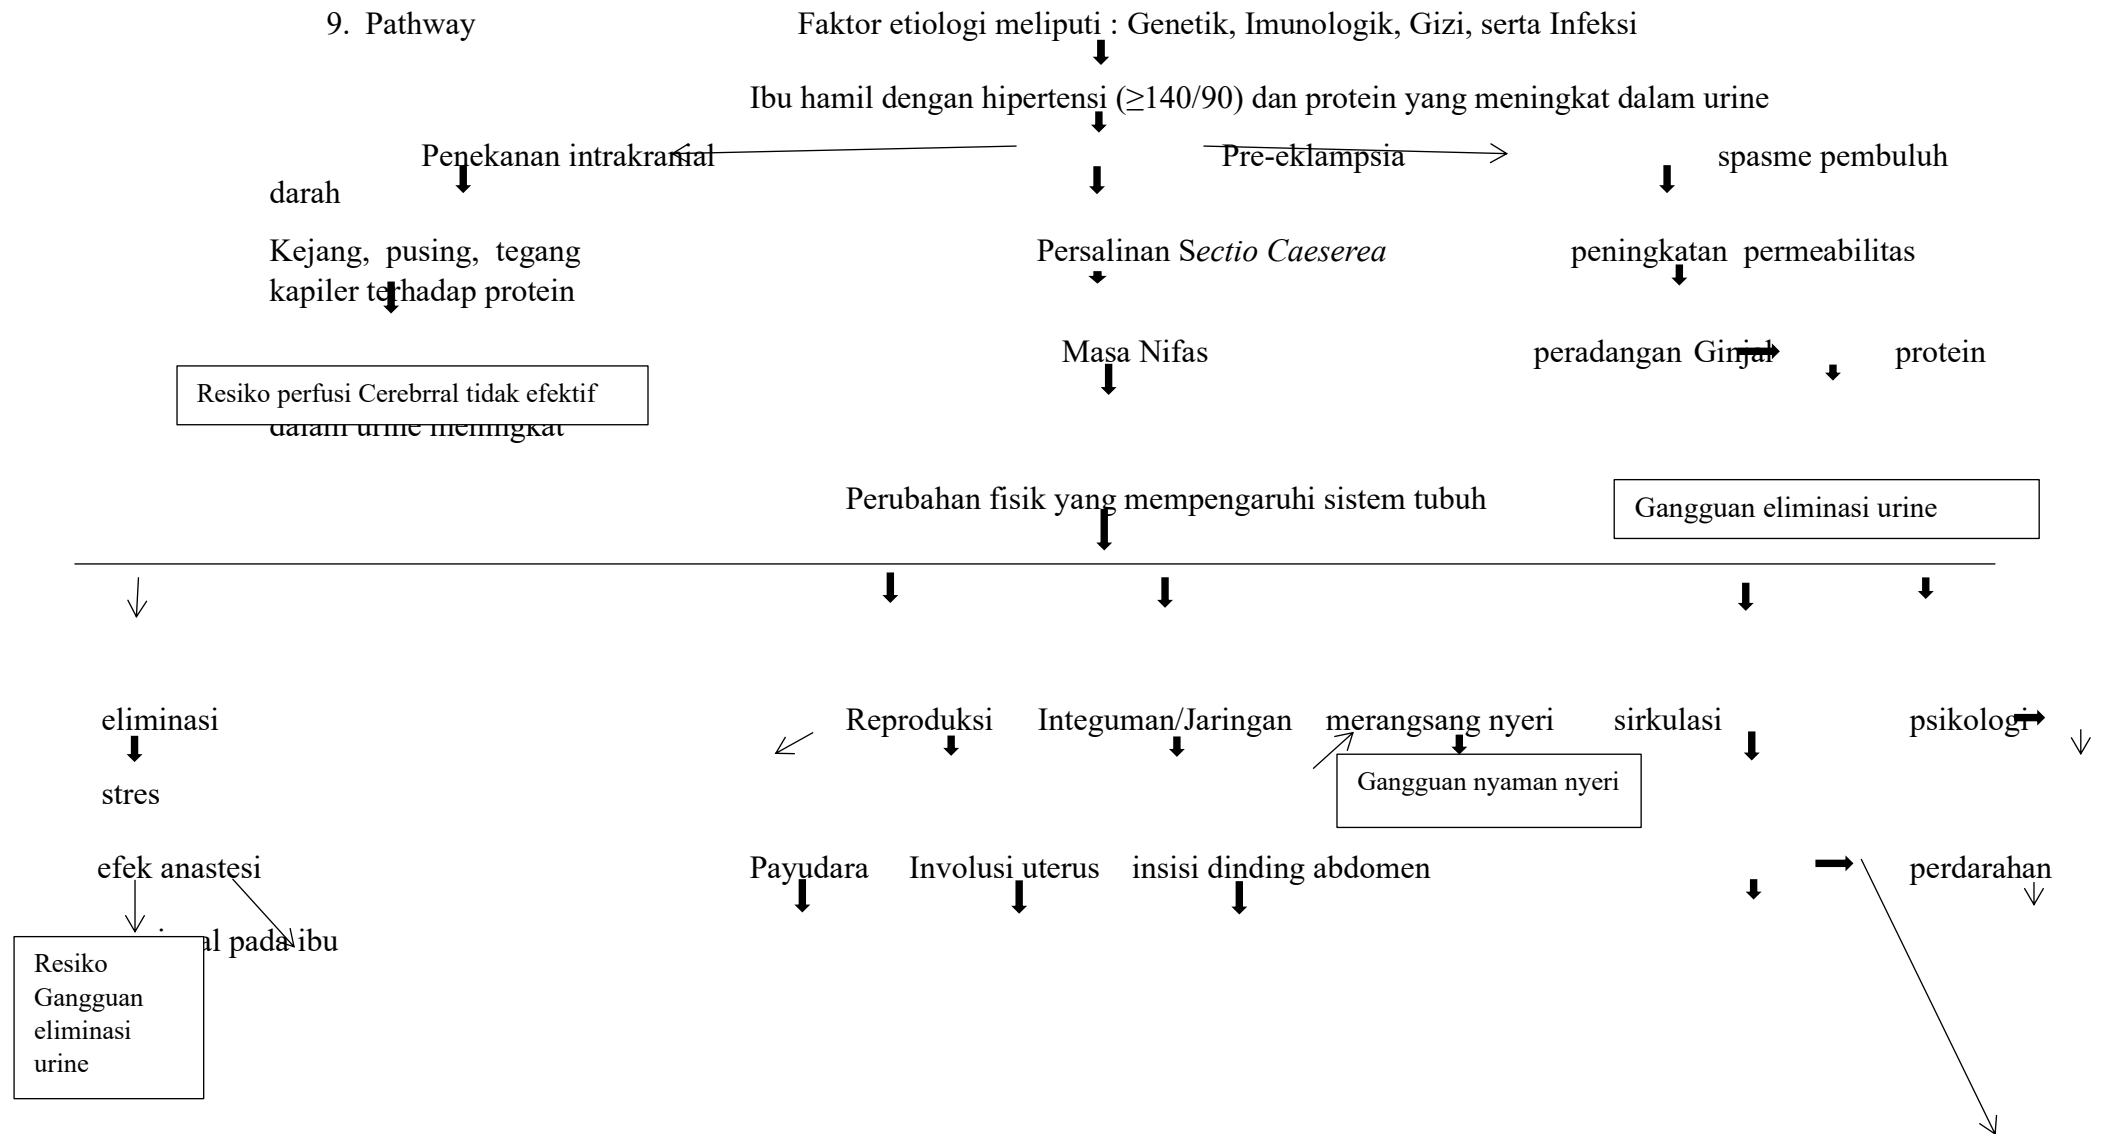 9. Pathway Faktor etiologi meliputi : Genetik, Imunologik, Gizi, serta Infeksi
Ibu hamil dengan hipertensi (≥140/90) dan protein yang meningkat dalam urine
Penekanan intrakranial Pre-eklampsia spasme pembuluh
darah
Kejang, pusing, tegang Persalinan Sectio Caeserea peningkatan permeabilitas
kapiler terhadap protein
Masa Nifas peradangan Ginjal protein
Resiko perfusi Cerebrral tidak efektif
dalam urine meningkat
Perubahan fisik yang mempengaruhi sistem tubuh
Gangguan eliminasi urine
eliminasi Reproduksi Integuman/Jaringan merangsang nyeri sirkulasi psikologi
Gangguan nyaman nyeri
stres
efek anastesi Payudara Involusi uterus insisi dinding abdomen perdarahan
pada ibu
Resiko
Gangguan
eliminasi
urine